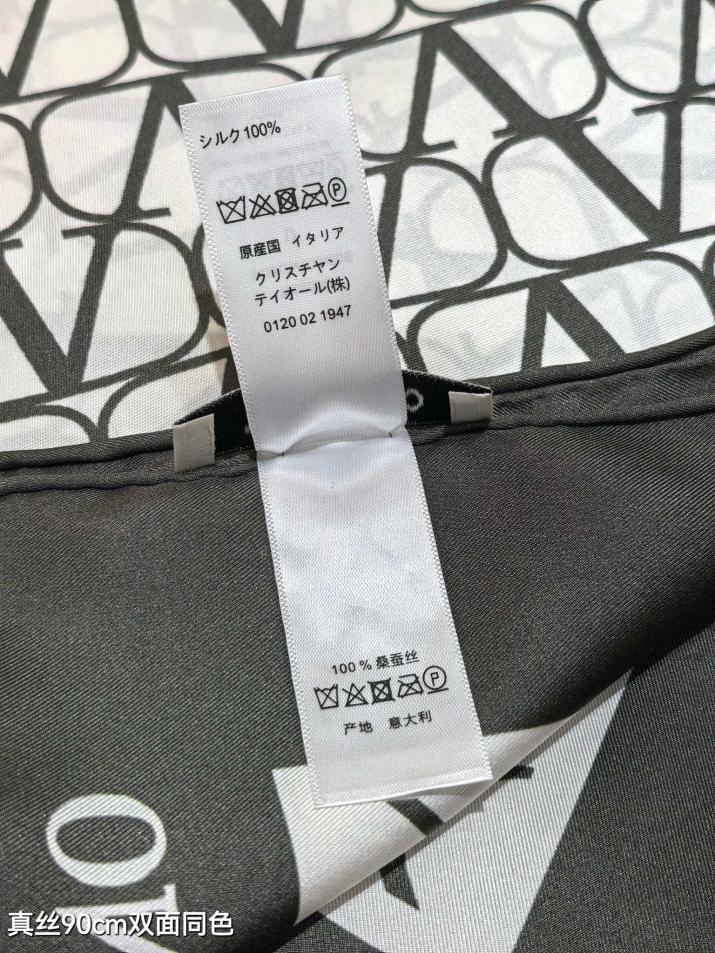 シルク100%
原産国 イタリア
クリスチャン
テイオール(株)
0120 02 1947
100 % 桑蚕丝
产地 意大利
真丝90cm双面同色